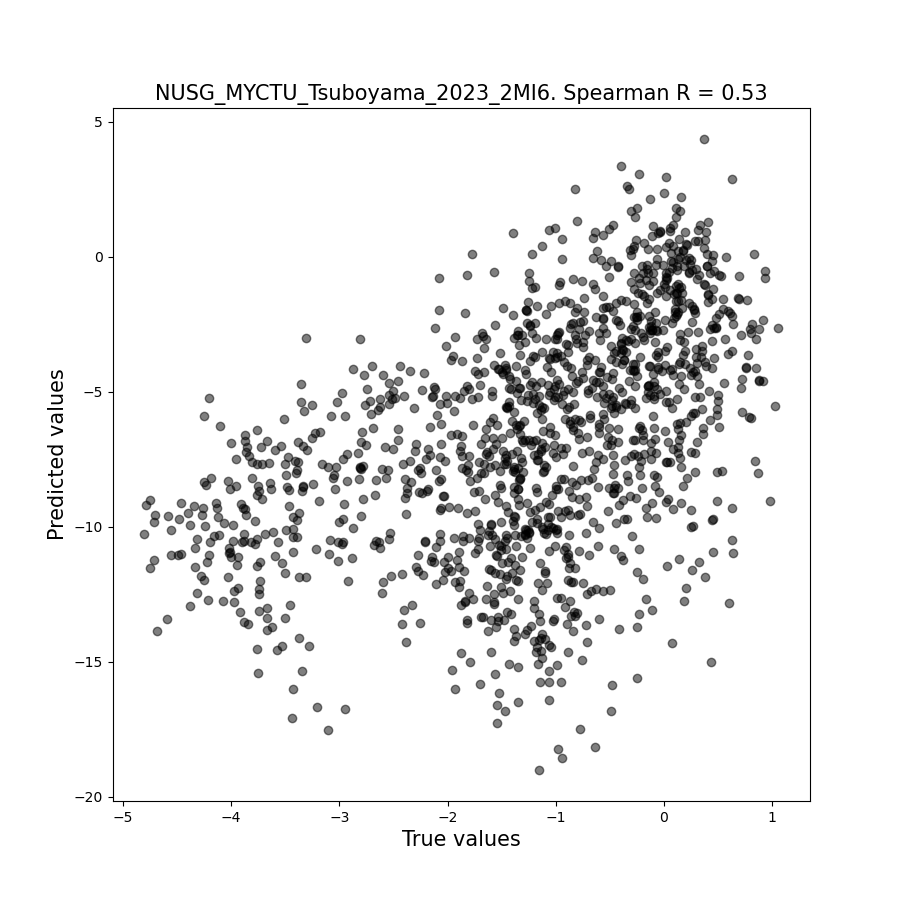 NUSG_MYCTU_Tsuboyama_2023_2MI6. Spearman R = 0.53
5
0
−5
−10
−15
−20
Predicted values
−5 −4 −3 −2 −1 0 1
True values